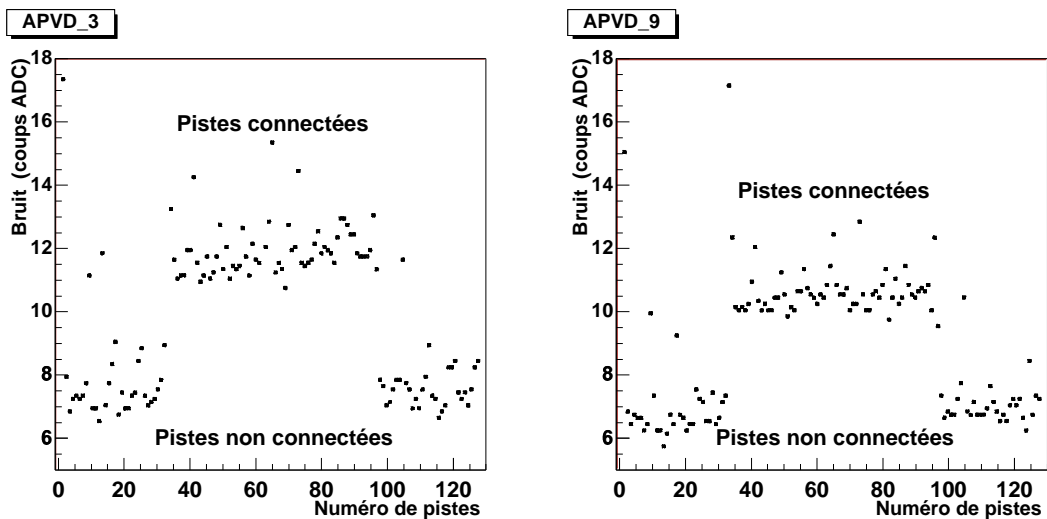 APVD_3
Bruit (coups ADC)
18
16
14
12
10
8
6
Pistes connectées
Pistes non connectées
0 20 40 60 80 100 120
Numéro de pistes
APVD_9
Bruit (coups ADC)
18
16
14
12
10
8
6
Pistes connectées
Pistes non connectées
0 20 40 60 80 100 120
Numéro de pistes